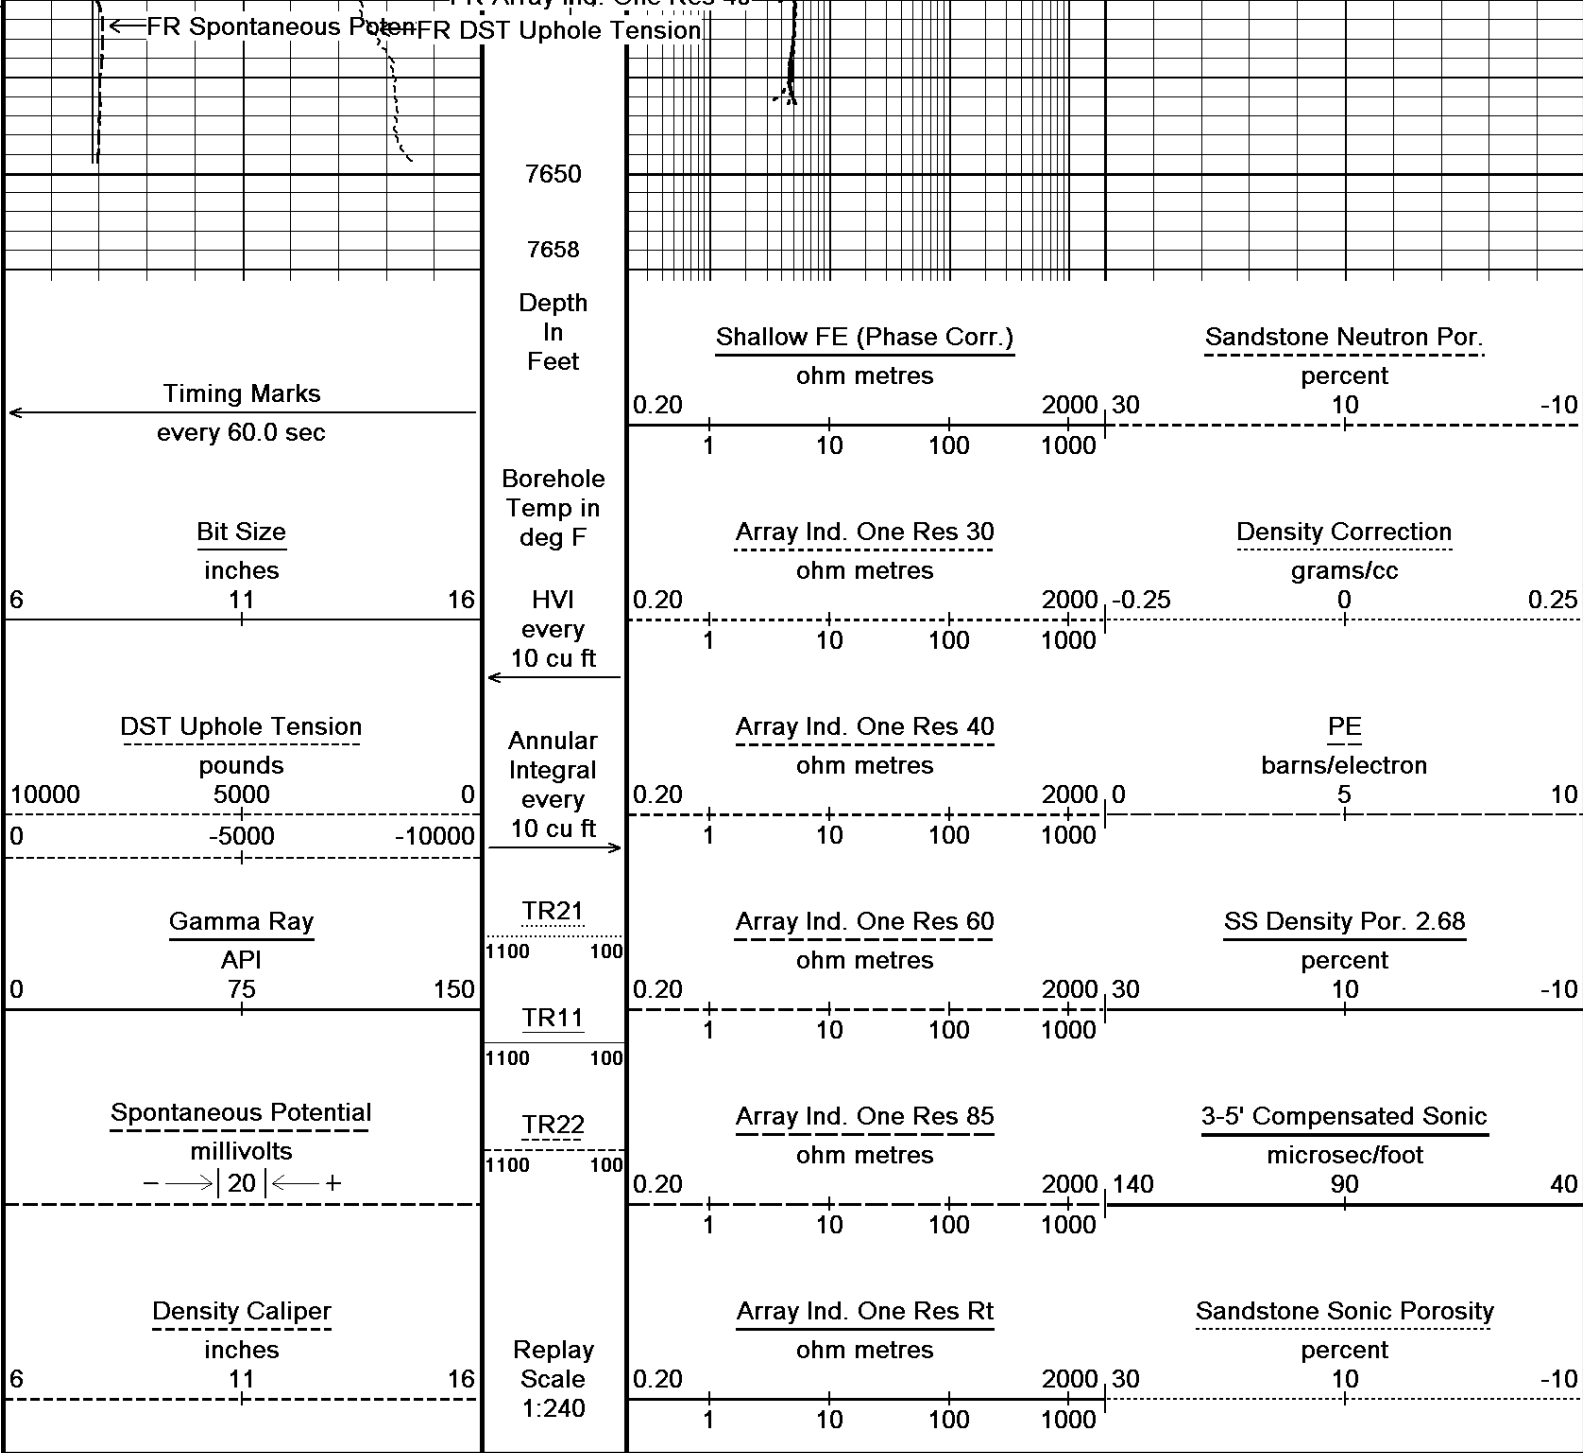 FR Array Ind. One Res
FR Spontaneous
FR DST Uphole Tension
7650
7658
Depth
In
Feet
Timing Marks
every 60.0 sec
Bit Size
inches
6 11 16
DST Uphole Tension
pounds
10000 5000 0
0 -5000 -10000
Gamma Ray
API
0 75 150
Spontaneous Potential
millivolts
− 20 +
Density Caliper
inches
6 11 16
Borehole
Temp in
deg F
HVI
every
10 cu ft
Annular
Integral
every
10 cu ft
TR21
1100 100
TR11
1100 100
TR22
1100 100
Replay
Scale
1:240
Shallow FE (Phase Corr.)
ohm metres
0.20 2000
1 10 100 1000
Array Ind. One Res 30
ohm metres
0.20 2000
1 10 100 1000
Array Ind. One Res 40
ohm metres
0.20 2000
1 10 100 1000
Array Ind. One Res 60
ohm metres
0.20 2000
1 10 100 1000
Array Ind. One Res 85
ohm metres
0.20 2000
1 10 100 1000
Array Ind. One Res Rt
ohm metres
0.20 2000
1 10 100 1000
Sandstone Neutron Por.
percent
30 10 -10
Density Correction
grams/cc
-0.25 0 0.25
PE
barns/electron
0 5 10
SS Density Por. 2.68
percent
30 10 -10
3-5' Compensated Sonic
microsec/foot
140 90 40
Sandstone Sonic Porosity
percent
30 10 -10